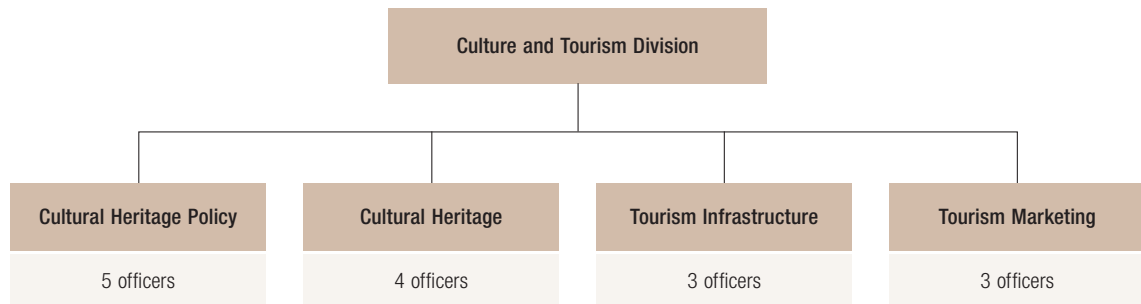 Culture and Tourism Division
Cultural Heritage Policy
5 officers
Cultural Heritage
4 officers
Tourism Infrastructure
3 officers
Tourism Marketing
3 officers